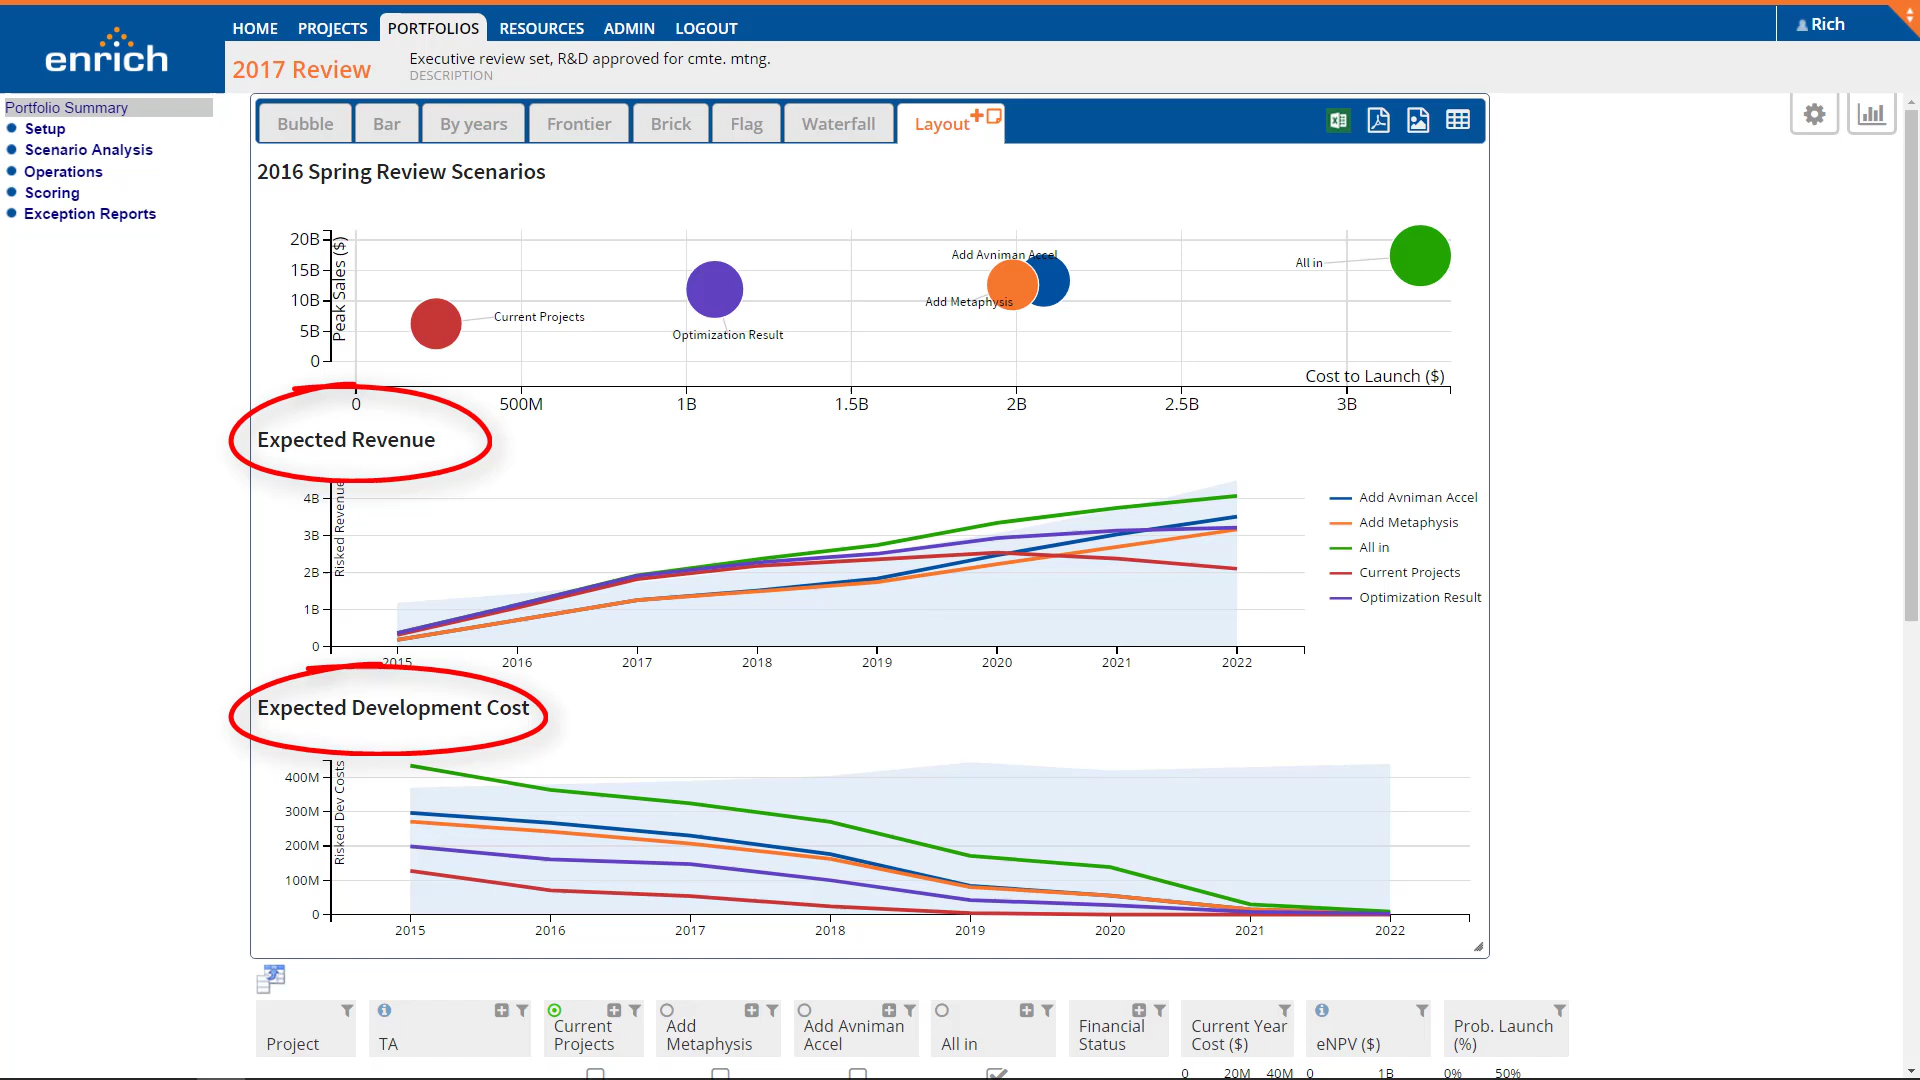 HOME PROJECTS PORTFOLIOS RESOURCES ADMIN LOGOUT
Rich
enrich
2017 Review
Executive review set, R&D approved for cmte. mtng.
DESCRIPTION
Portfolio Summary
Setup
Scenario Analysis
Operations
Scoring
Exception Reports
Bubble Bar By years Frontier Brick Flag Waterfall Layout
2016 Spring Review Scenarios
Peak Sales ($)
20B
15B
10B
5B
0
Add Avniman Accel
All in
Add Metaphysis
Current Projects
Optimization Result
Cost to Launch ($)
0 500M 1B 1.5B 2B 2.5B 3B
Expected Revenue
Risked Revenue
4B
3B
2B
1B
0
Add Avniman Accel
Add Metaphysis
All in
Current Projects
Optimization Result
2015 2016 2017 2018 2019 2020 2021 2022
Expected Development Cost
Risked Dev Costs
400M
300M
200M
100M
0
2015 2016 2017 2018 2019 2020 2021 2022
Project
TA
Current
Projects
Add
Metaphysis
Add Avniman
Accel
All in
Financial
Status
Current Year
Cost ($)
eNPV ($)
Prob. Launch
(%)
0 20M 40M 0 1B 0% 50%